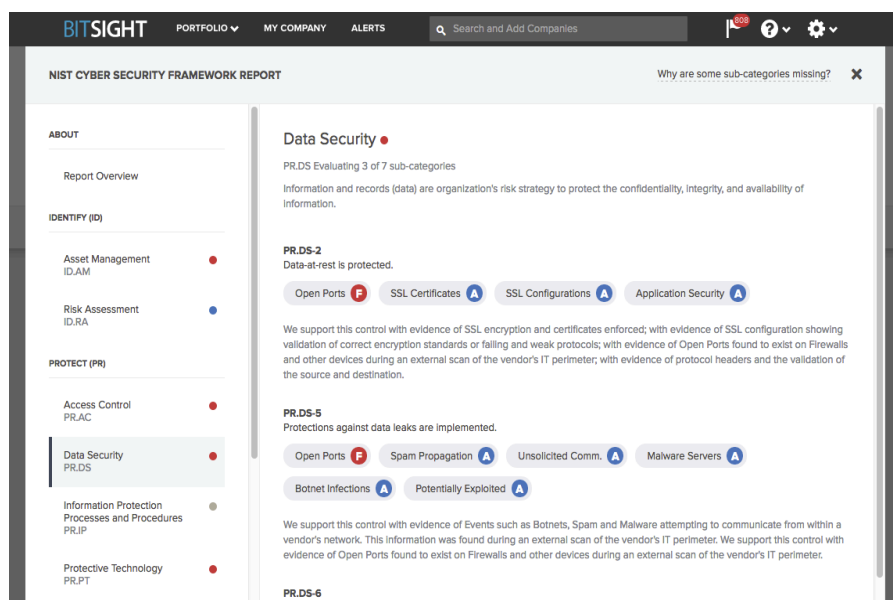 BITSIGHT PORTFOLIO MY COMPANY ALERTS Search and Add Companies 808 ?
NIST CYBER SECURITY FRAMEWORK REPORT Why are some sub-categories missing? ×
ABOUT
Report Overview
IDENTIFY (ID)
Asset Management
ID.AM
Risk Assessment
ID.RA
PROTECT (PR)
Access Control
PR.AC
Data Security
PR.DS
Information Protection
Processes and Procedures
PR.IP
Protective Technology
PR.PT
Data Security
PR.DS Evaluating 3 of 7 sub-categories
Information and records (data) are organization's risk strategy to protect the confidentiality, integrity, and availability of
information.
PR.DS-2
Data-at-rest is protected.
Open Ports F SSL Certificates A SSL Configurations A Application Security A
We support this control with evidence of SSL encryption and certificates enforced; with evidence of SSL configuration showing
validation of correct encryption standards or failing and weak protocols; with evidence of Open Ports found to exist on Firewalls
and other devices during an external scan of the vendor's IT perimeter; with evidence of protocol headers and the validation of
the source and destination.
PR.DS-5
Protections against data leaks are implemented.
Open Ports F Spam Propagation A Unsolicited Comm. A Malware Servers A
Botnet Infections A Potentially Exploited A
We support this control with evidence of Events such as Botnets, Spam and Malware attempting to communicate from within a
vendor's network. This information was found during an external scan of the vendor's IT perimeter. We support this control with
evidence of Open Ports found to exist on Firewalls and other devices during an external scan of the vendor's IT perimeter.
PR.DS-6